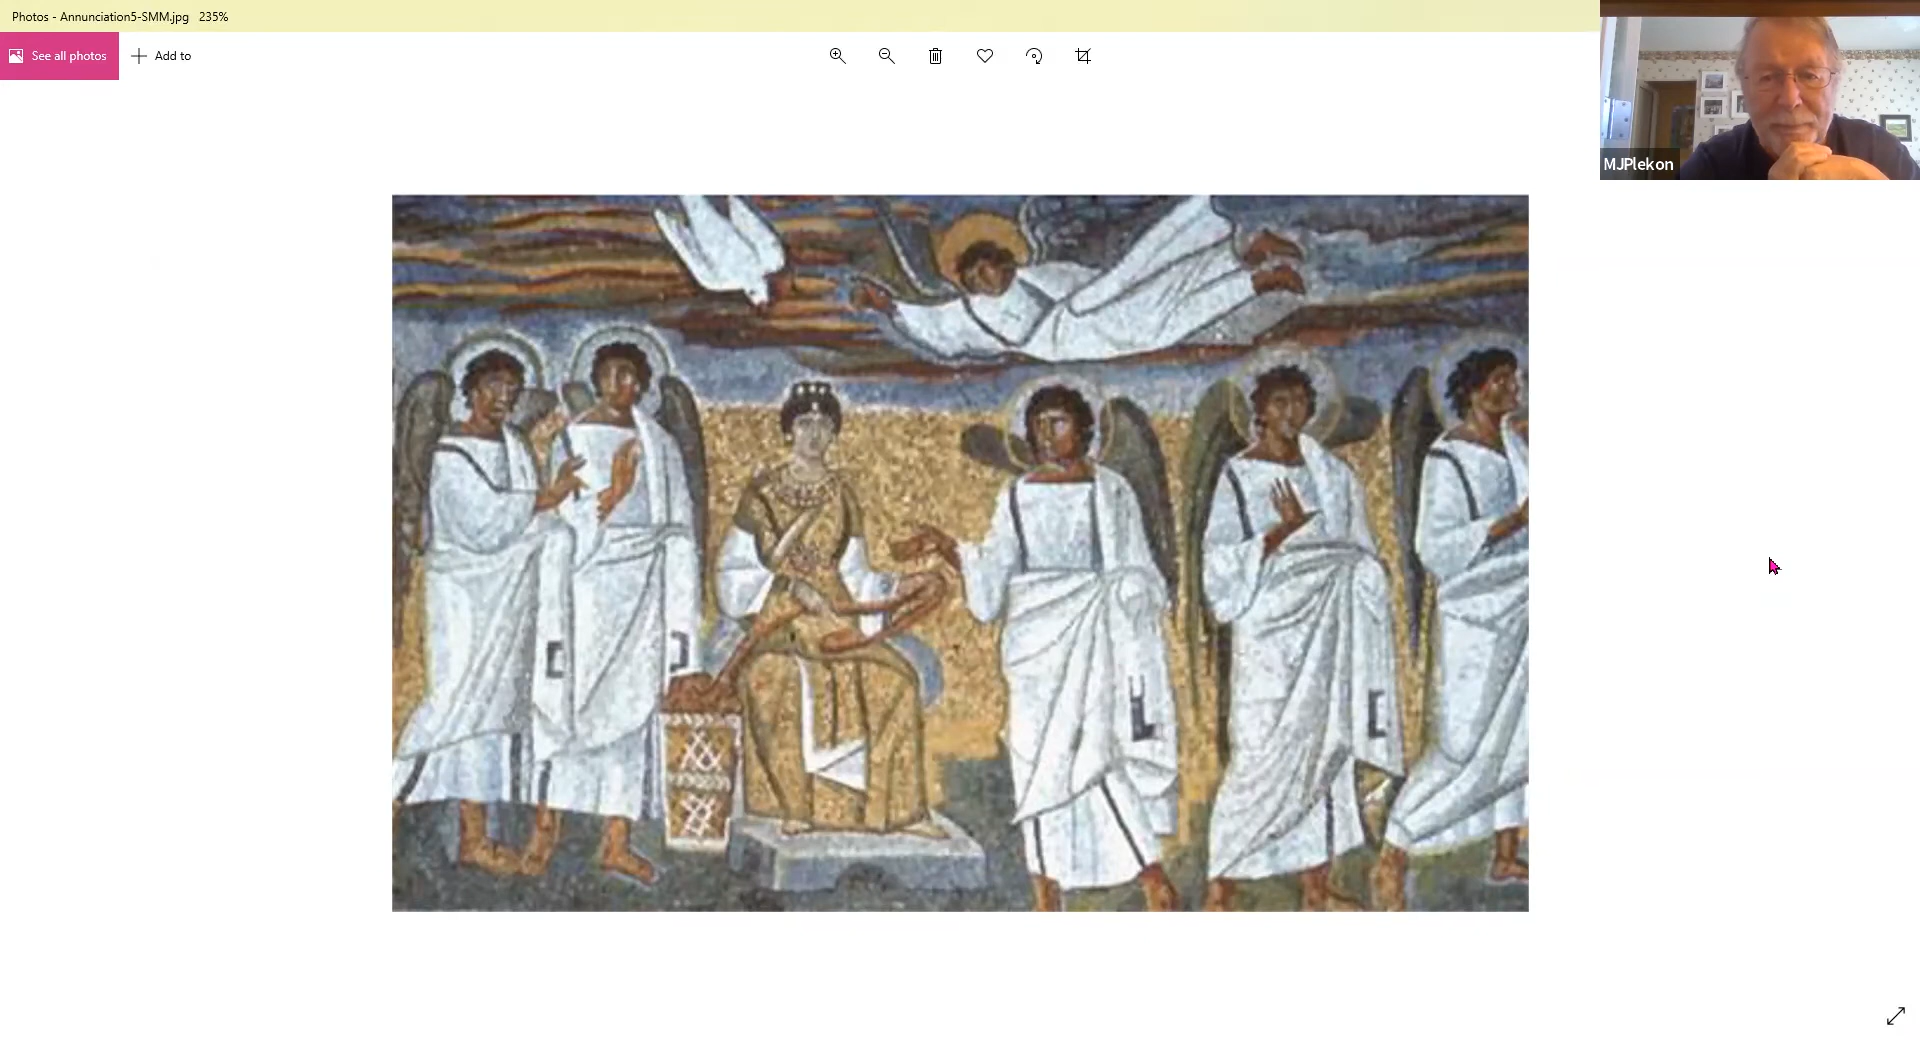 Photos - Annunciation5-SMM.jpg 235%
See all photos
Add to
MJPlekon